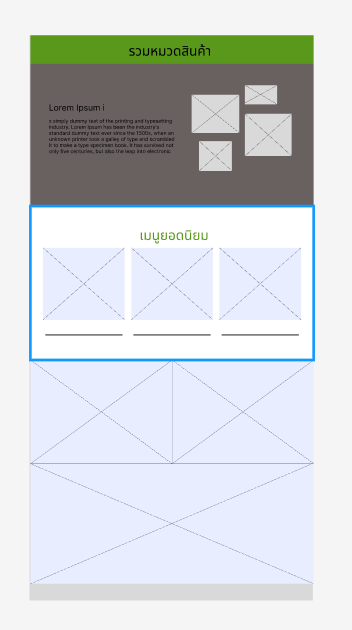 รวมหมวดสินค้า
Lorem Ipsum i
s simply dummy text of the printing and typesetting
industry. Lorem Ipsum has been the industry's
standard dummy text ever since the 1500s, when an
unknown printer took a galley of type and scrambled
it to make a type specimen book. It has survived not
only five centuries, but also the leap into electronic
เมนูยอดนิยม